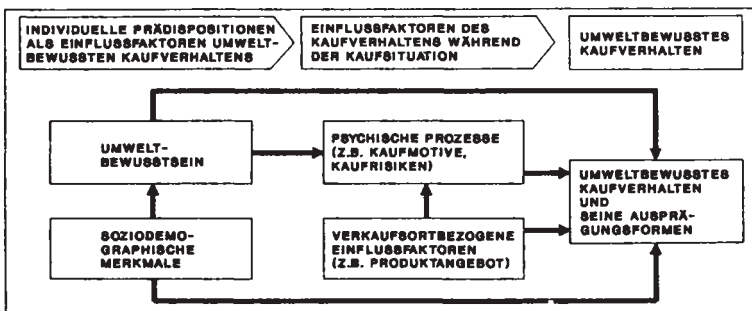 INDIVIDUELLE PRÄDISPOSITIONEN
ALS EINFLUSSFAKTOREN UMWELT-
BEWUSSTEN KAUFVERHALTENS
EINFLUSSFAKTOREN DES
KAUFVERHALTENS WÄHREND
DER KAUFSITUATION
UMWELTBEWUSSTES
KAUFVERHALTEN
UMWELT-
BEWUSSTSEIN
PSYCHISCHE PROZESSE
(Z.B. KAUFMOTIVE,
KAUFRISIKEN)
UMWELTBEWUSSTES
KAUFVERHALTEN
UND
SEINE AUSPRÄ-
GUNGSFORMEN
SOZIODEMO-
GRAPHISCHE
MERKMALE
VERKAUFSORTBEZOGENE
EINFLUSSFAKTOREN
(Z.B. PRODUKTANGEBOT)